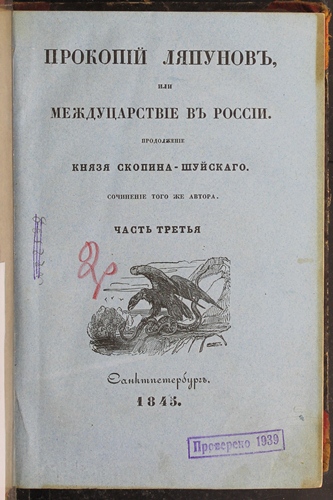 ПРОКОПІЙ ЛЯПУНОВЪ,
ИЛИ
МЕЖДУЦАРСТВІЕ ВЪ РОССІИ.
ПРОДОЛЖЕНІЕ
КНЯЗЯ СКОПИНА-ШУЙСКАГО.
СОЧИНЕНІЕ ТОГО ЖЕ АВТОРА.
ЧАСТЬ ТРЕТЬЯ
Санктпетербургъ.
1845.
Проверено 1939